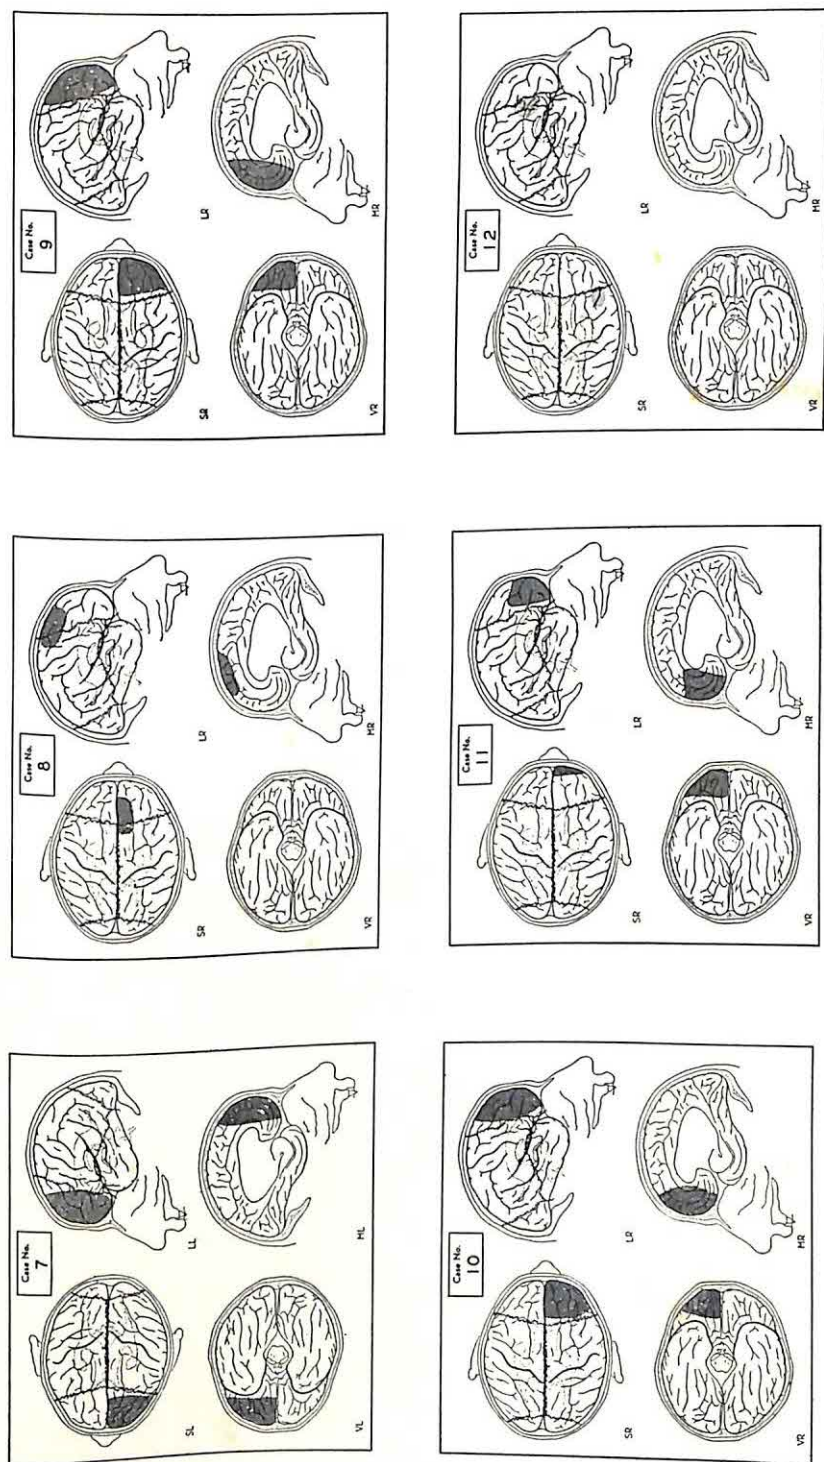 Case No.
7
SL
LL
VL
ML
Case No.
8
SR
LR
VR
MR
Case No.
9
SR
LR
VR
MR
Case No.
10
SR
LR
VR
MR
Case No.
11
SR
LR
VR
MR
Case No.
12
SR
LR
VR
MR